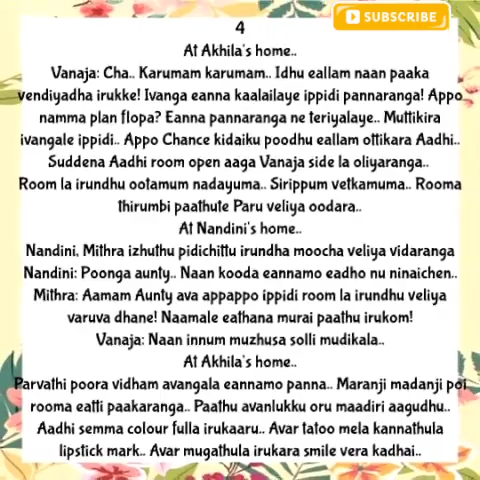 4
SUBSCRIBE
At Akhila's home..
Vanaja: Cha.. Karumam karumam.. Idhu eallam naan paaka
vendiyadha irukke! Ivanga eanna kaalailaye ippidi pannaranga! Appo
namma plan flopa? Eanna pannaranga ne teriyalaye.. Muttikira
ivangale ippidi.. Appo Chance kidaiku poodhu eallam ottikara Aadhi..
Suddena Aadhi room open aaga Vanaja side la oliyaranga..
Room la irundhu ootamum nadayuma.. Sirippum vetkamuma.. Rooma
thirumbi paathute Paru veliya oodara..
At Nandini's home..
Nandini, Mithra izhuthu pidichittu irundha moocha veliya vidaranga
Nandini: Poonga aunty.. Naan kooda eannamo eadho nu ninaichen..
Mithra: Aamam Aunty ava appappo ippidi room la irundhu veliya
varuva dhane! Naamale eathana murai paathu irukom!
Vanaja: Naan innum muzhusa solli mudikala..
At Akhila's home..
Parvathi poora vidham avangala eannamo panna.. Maranji madanji poi
rooma eatti paakaranga.. Paathu avanlukku oru maadiri aagudhu..
Aadhi semma colour fulla irukaaru.. Avar tatoo mela kannathula
lipstick mark.. Avar mugathula irukara smile vera kadhai..